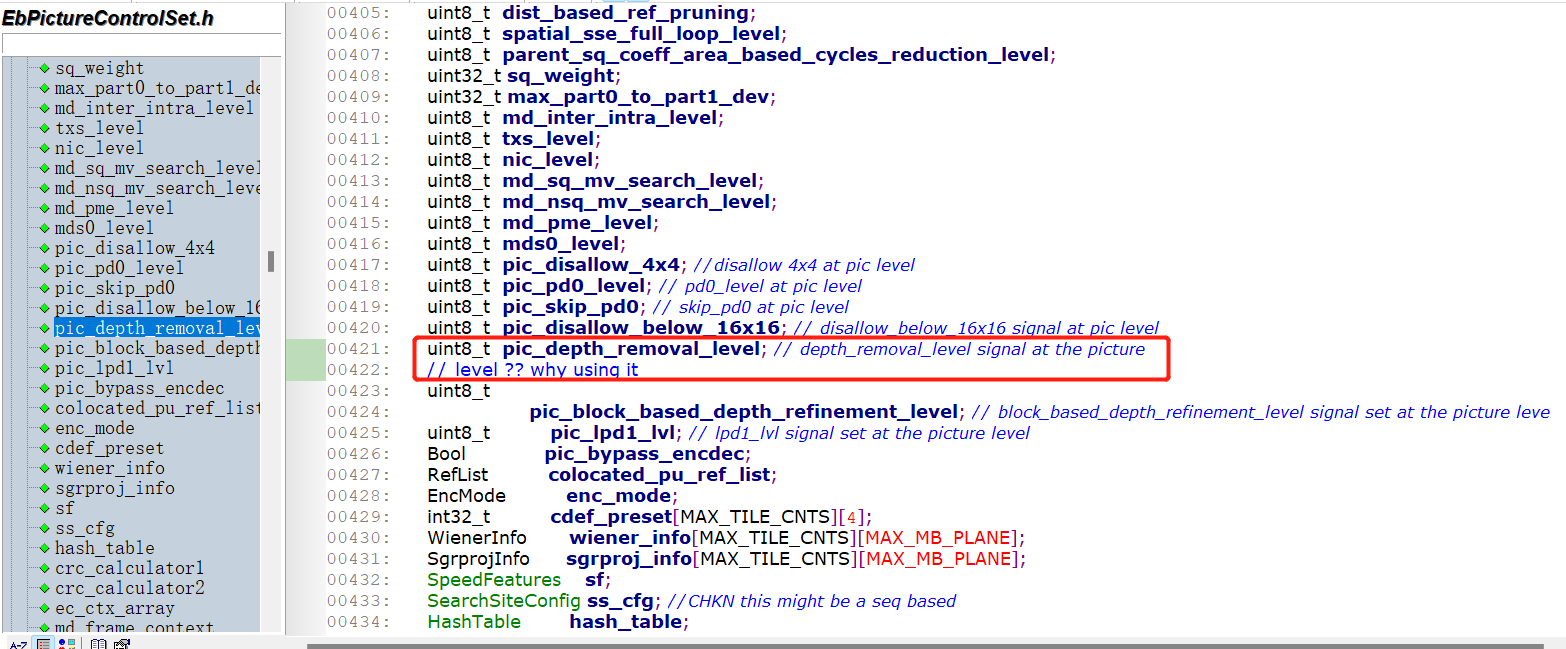 EbPictureControlSet.h
sq_weight
max_part0_to_part1_de
md_inter_intra_level
txs_level
nic_level
md_sq_mv_search_level
md_nsq_mv_search_leve
md_pme_level
mds0_level
pic_disallow_4x4
pic_pd0_level
pic_skip_pd0
pic_disallow_below_16
pic_depth_removal_lev
pic_block_based_depth
pic_lpd1_lvl
pic_bypass_encdec
colocated_pu_ref_list
enc_mode
cdef_preset
wiener_info
sgrproj_info
sf
ss_cfg
hash_table
crc_calculator1
crc_calculator2
ec_ctx_array
md_frame_context
A-Z
00405: uint8_t dist_based_ref_pruning;
00406: uint8_t spatial_sse_full_loop_level;
00407: uint8_t parent_sq_coeff_area_based_cycles_reduction_level;
00408: uint32_t sq_weight;
00409: uint32_t max_part0_to_part1_dev;
00410: uint8_t md_inter_intra_level;
00411: uint8_t txs_level;
00412: uint8_t nic_level;
00413: uint8_t md_sq_mv_search_level;
00414: uint8_t md_nsq_mv_search_level;
00415: uint8_t md_pme_level;
00416: uint8_t mds0_level;
00417: uint8_t pic_disallow_4x4; //disallow 4x4 at pic level
00418: uint8_t pic_pd0_level; // pd0_level at pic level
00419: uint8_t pic_skip_pd0; // skip_pd0 at pic level
00420: uint8_t pic_disallow_below_16x16; // disallow_below_16x16 signal at pic level
00421: uint8_t pic_depth_removal_level; // depth_removal_level signal at the picture
00422: // level ?? why using it
00423: uint8_t
00424: pic_block_based_depth_refinement_level; // block_based_depth_refinement_level signal set at the picture leve
00425: uint8_t pic_lpd1_lvl; // lpd1_lvl signal set at the picture level
00426: Bool pic_bypass_encdec;
00427: RefList colocated_pu_ref_list;
00428: EncMode enc_mode;
00429: int32_t cdef_preset[MAX_TILE_CNTS][4];
00430: WienerInfo wiener_info[MAX_TILE_CNTS][MAX_MB_PLANE];
00431: SgrprojInfo sgrproj_info[MAX_TILE_CNTS][MAX_MB_PLANE];
00432: SpeedFeatures sf;
00433: SearchSiteConfig ss_cfg; //CHKN this might be a seq based
00434: HashTable hash_table;